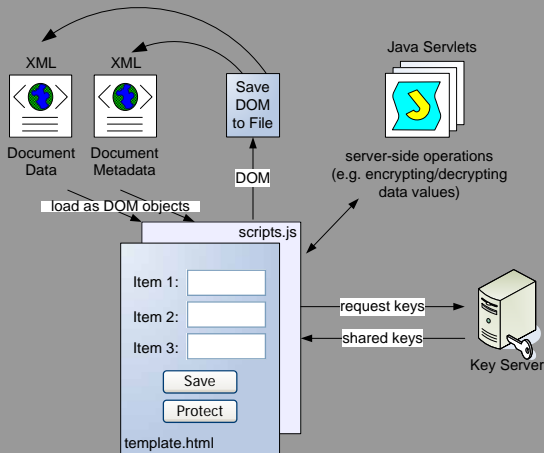 XML
XML
Document
Data
Document
Metadata
Save
DOM
to File
Java Servlets
server-side operations
(e.g. encrypting/decrypting
data values)
load as DOM objects
DOM
scripts.js
Item 1:
Item 2:
Item 3:
Save
Protect
template.html
request keys
shared keys
Key Server